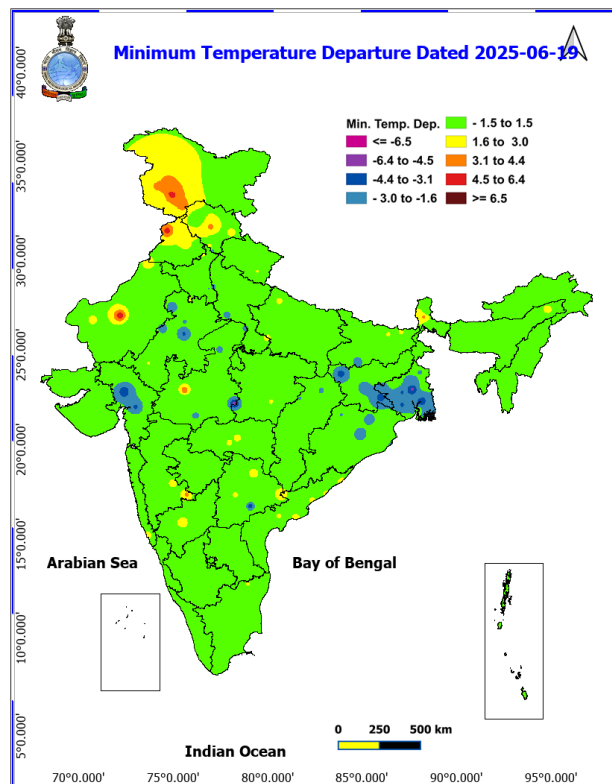 Minimum Temperature Departure Dated 2025-06-19
40°0.000'
35°0.000'
30°0.000'
25°0.000'
20°0.000'
15°0.000'
10°0.000'
5°0.000'
Min. Temp. Dep.
<= -6.5
-6.4 to -4.5
-4.4 to -3.1
- 3.0 to -1.6
- 1.5 to 1.5
1.6 to 3.0
3.1 to 4.4
4.5 to 6.4
>= 6.5
Arabian Sea
Bay of Bengal
0 250 500 km
Indian Ocean
70°0.000' 75°0.000' 80°0.000' 85°0.000' 90°0.000' 95°0.000'